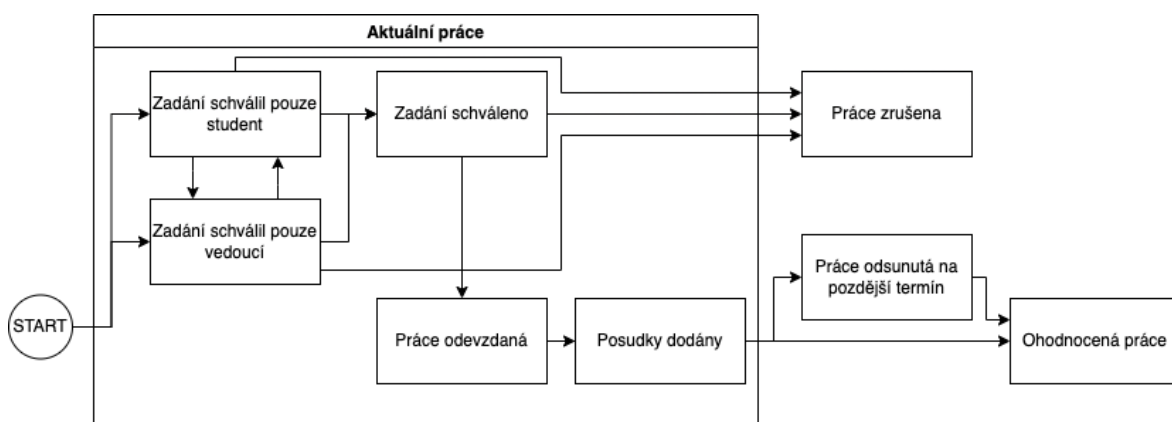 Aktuální práce
Zadání schválil pouze
student
Zadání schváleno
Práce zrušena
Zadání schválil pouze
vedoucí
Práce odsunutá na
pozdější termín
START
Práce odevzdaná
Posudky dodány
Ohodnocená práce